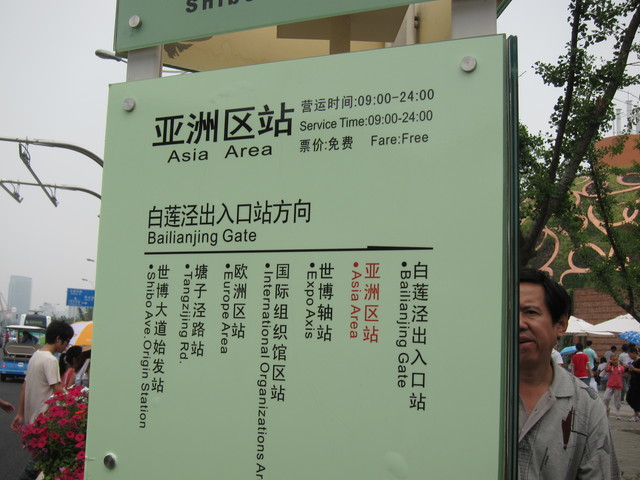 亚洲区站
Asia Area
营运时间:09:00-24:00
Service Time:09:00-24:00
票价:免费 Fare:Free
白莲泾出入口站方向
Bailianjing Gate
•世博大道始发站
•Shibo Ave.Origin Station
•塘子泾路站
•Tangzijing Rd.
•欧洲区站
•Europe Area
•国际组织馆区站
•International Organizations Ar
•世博轴站
•Expo Axis
•亚洲区站
•Asia Area
•白莲泾出入口站
•Bailianjing Gate